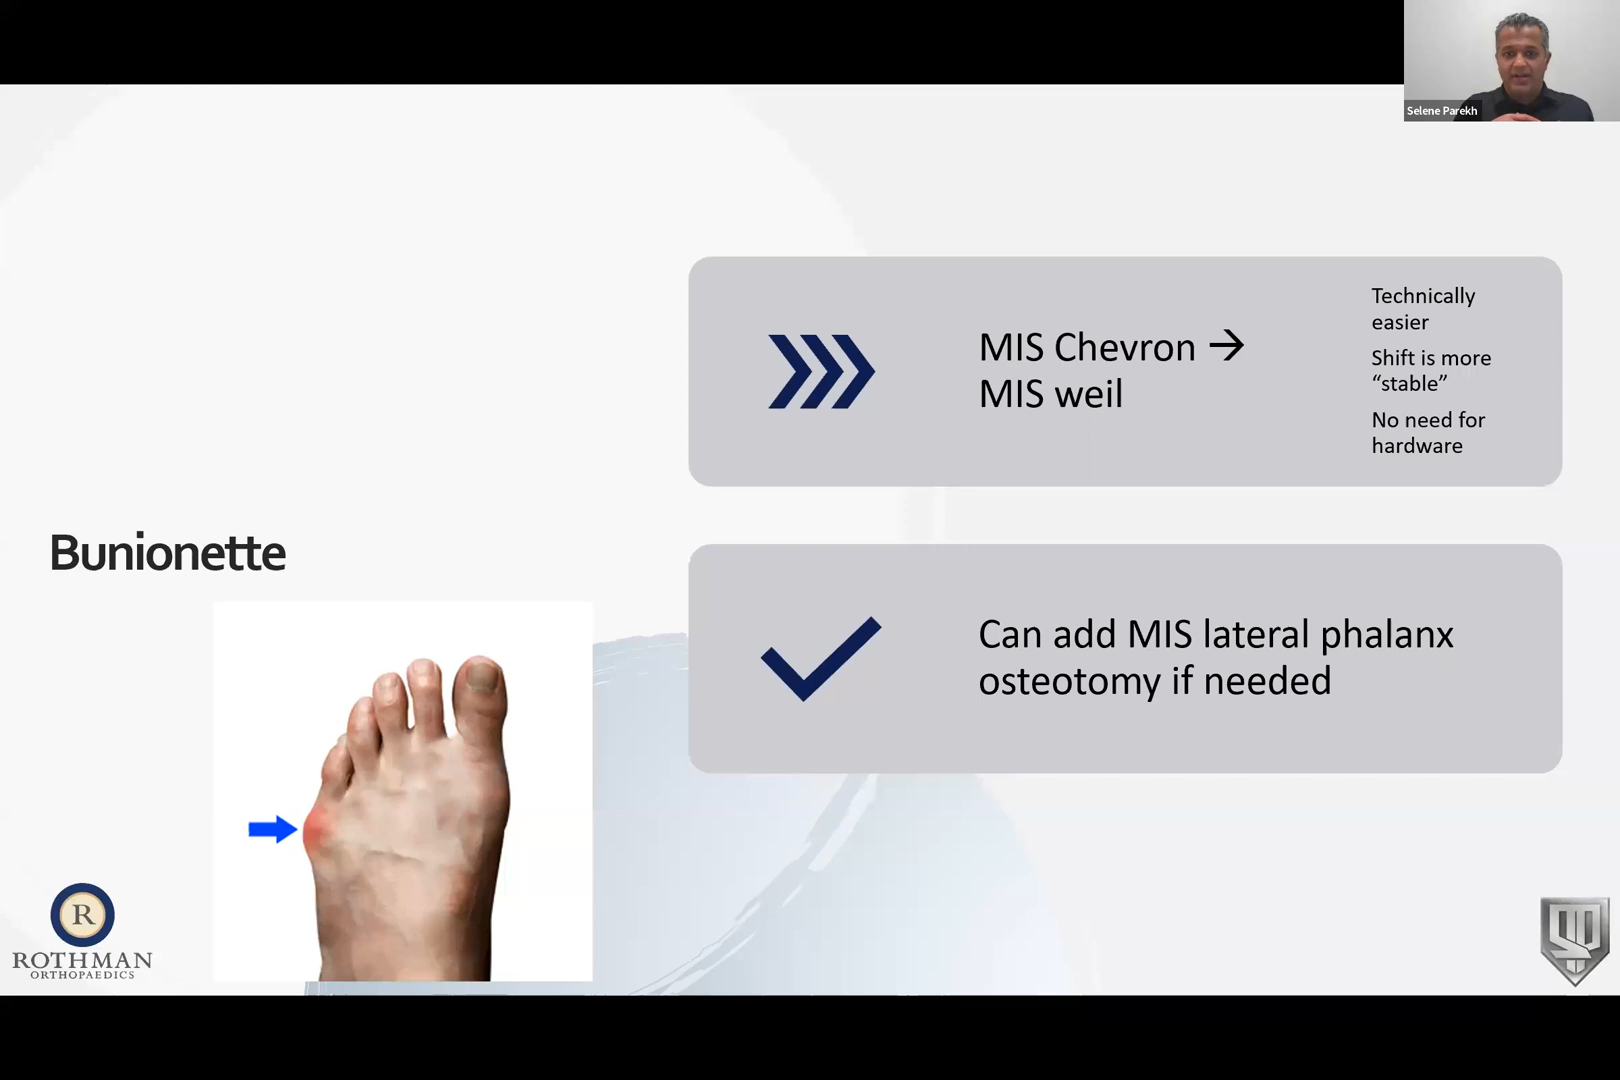 Selene Parekh
MIS Chevron →
MIS weil
Technically
easier
Shift is more
“stable”
No need for
hardware
Bunionette
Can add MIS lateral phalanx
osteotomy if needed
R
ROTHMAN
ORTHOPAEDICS